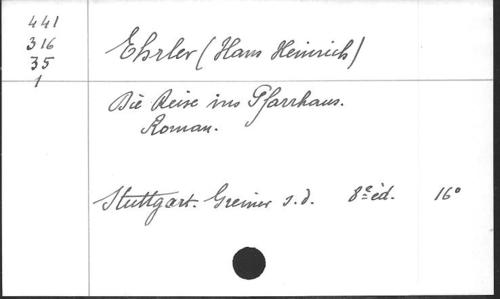 441
316
35
1
Ehrler (Hans Heinrich)
Die Reise ins Pfarrhaus.
Roman.
Stuttgart. Greiner s.d. 8e éd. 16°